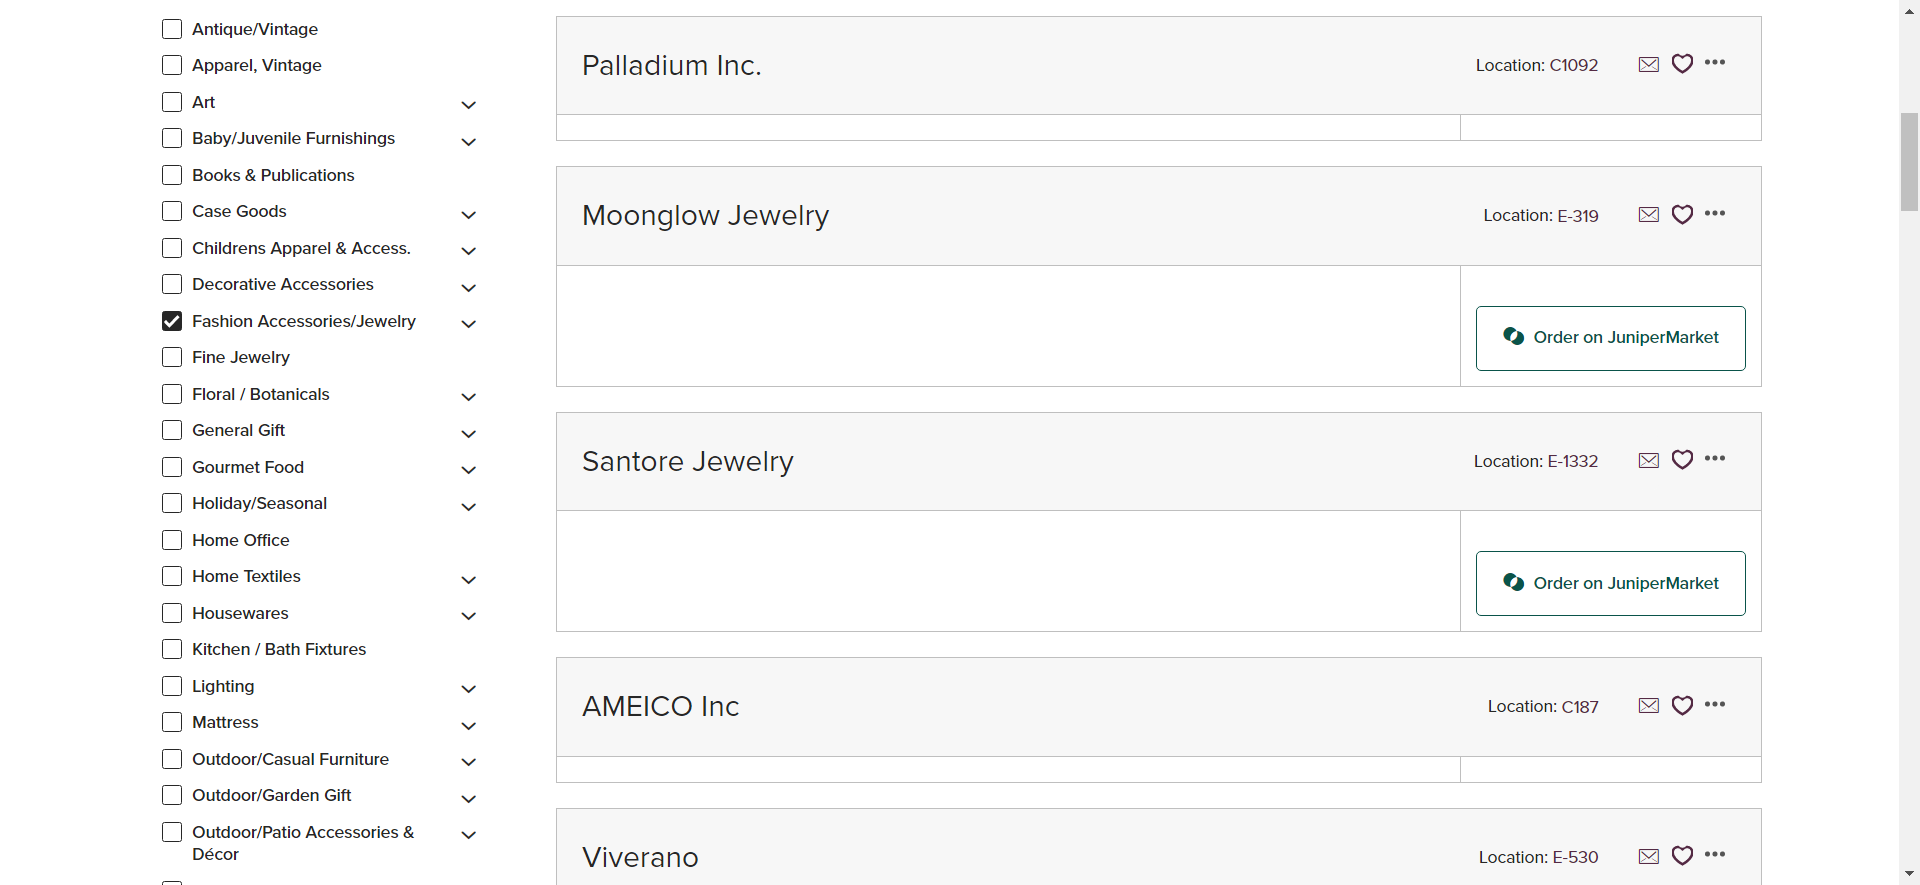 Antique/Vintage
Apparel, Vintage
Art
Baby/Juvenile Furnishings
Books & Publications
Case Goods
Childrens Apparel & Access.
Decorative Accessories
Fashion Accessories/Jewelry
Fine Jewelry
Floral / Botanicals
General Gift
Gourmet Food
Holiday/Seasonal
Home Office
Home Textiles
Housewares
Kitchen / Bath Fixtures
Lighting
Mattress
Outdoor/Casual Furniture
Outdoor/Garden Gift
Outdoor/Patio Accessories &
Décor
Palladium Inc.
Location: C1092
Moonglow Jewelry
Location: E-319
Order on JuniperMarket
Santore Jewelry
Location: E-1332
Order on JuniperMarket
AMEICO Inc
Location: C187
Viverano
Location: E-530